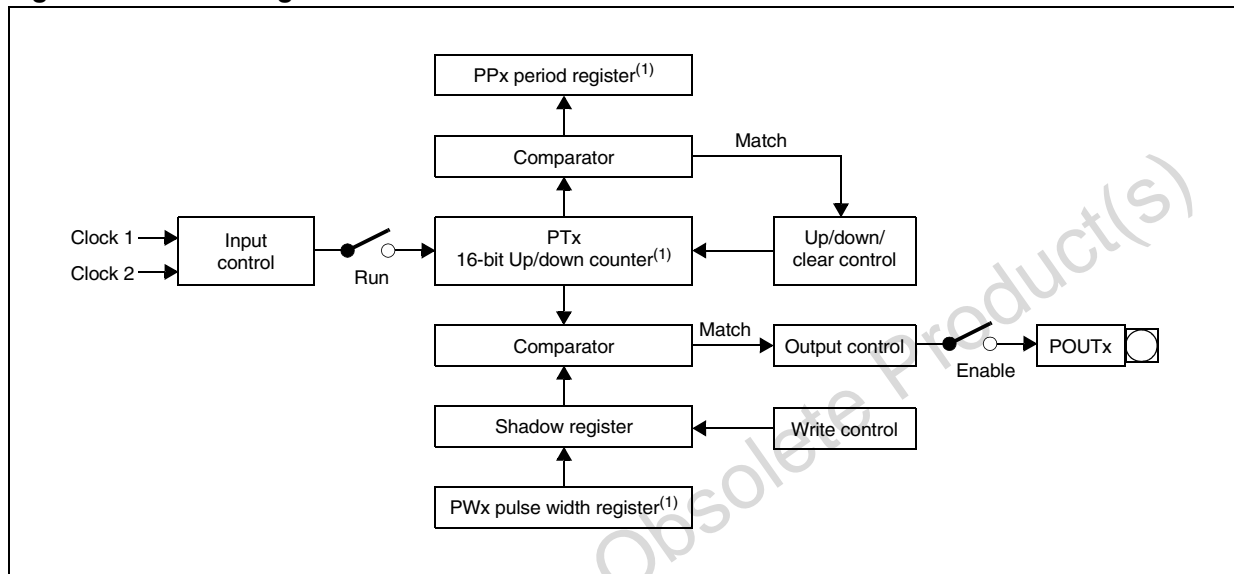 PPx period register(1)
Comparator
Match
Clock 1
Clock 2
Input
control
Run
PTx
16-bit Up/down counter(1)
Up/down/
clear control
Comparator
Match
Output control
Enable
POUTx
Shadow register
Write control
PWx pulse width register(1)
Obsolete Product(s)